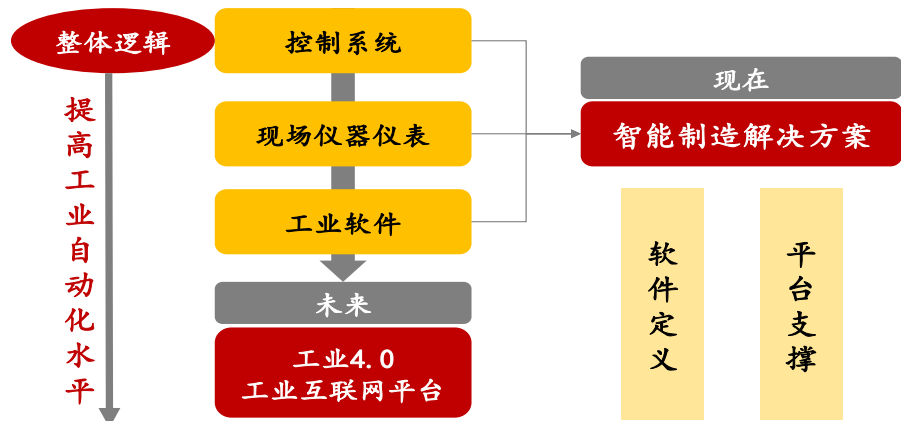 整体逻辑
提高工业自动化水平
控制系统
现场仪器仪表
工业软件
未来
工业4.0
工业互联网平台
现在
智能制造解决方案
软件定义
平台支撑